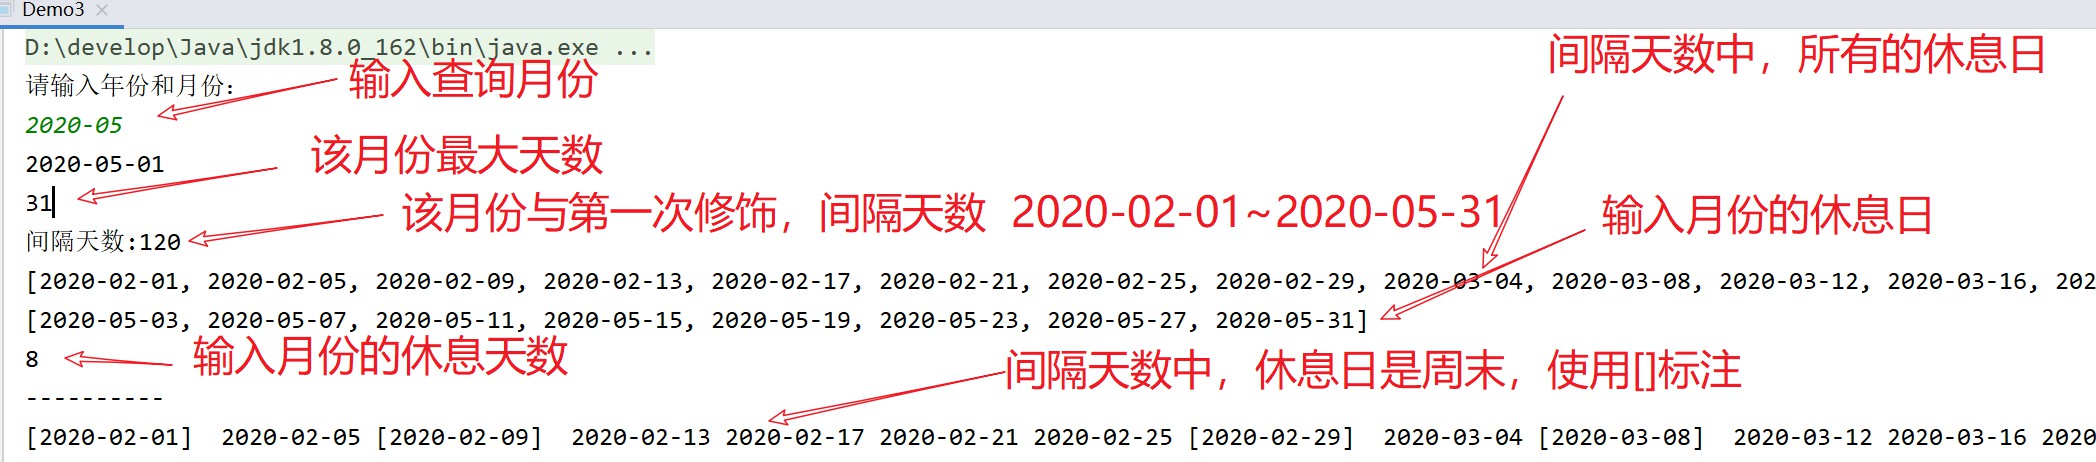 Demo3
D:\develop\Java\jdk1.8.0_162\bin\java.exe ...
间隔天数中，所有的休息日
请输入年份和月份：
输入查询月份
2020-05
2020-05-01
该月份最大天数
31
该月份与第一次修饰，间隔天数 2020-02-01~2020-05-31
输入月份的休息日
间隔天数:120
[2020-02-01, 2020-02-05, 2020-02-09, 2020-02-13, 2020-02-17, 2020-02-21, 2020-02-25, 2020-02-29, 2020-03-04, 2020-03-08, 2020-03-12, 2020-03-16, 202
[2020-05-03, 2020-05-07, 2020-05-11, 2020-05-15, 2020-05-19, 2020-05-23, 2020-05-27, 2020-05-31]
8
输入月份的休息天数
间隔天数中，休息日是周末，使用[]标注
----------
[2020-02-01] 2020-02-05 [2020-02-09] 2020-02-13 2020-02-17 2020-02-21 2020-02-25 [2020-02-29] 2020-03-04 [2020-03-08] 2020-03-12 2020-03-16 2020